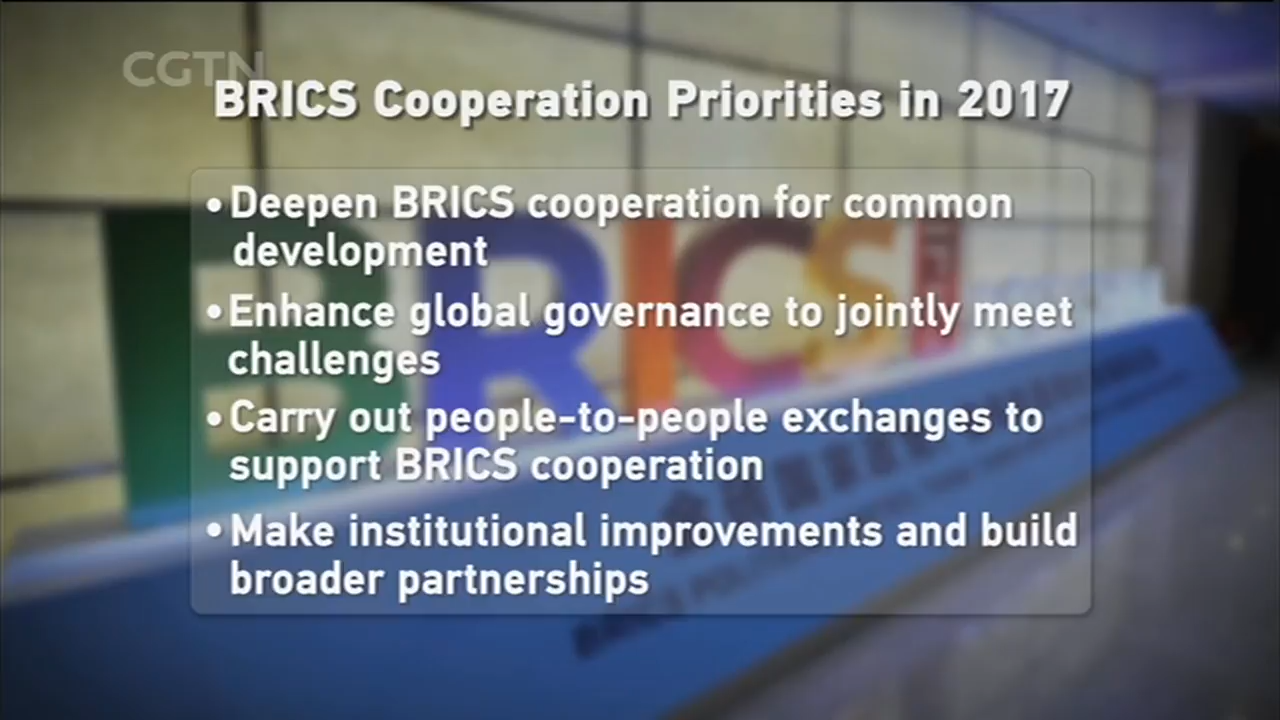 CGTN
BRICS Cooperation Priorities in 2017
•Deepen BRICS cooperation for common
development
•Enhance global governance to jointly meet
challenges
•Carry out people-to-people exchanges to
support BRICS cooperation
•Make institutional improvements and build
broader partnerships
BRICS